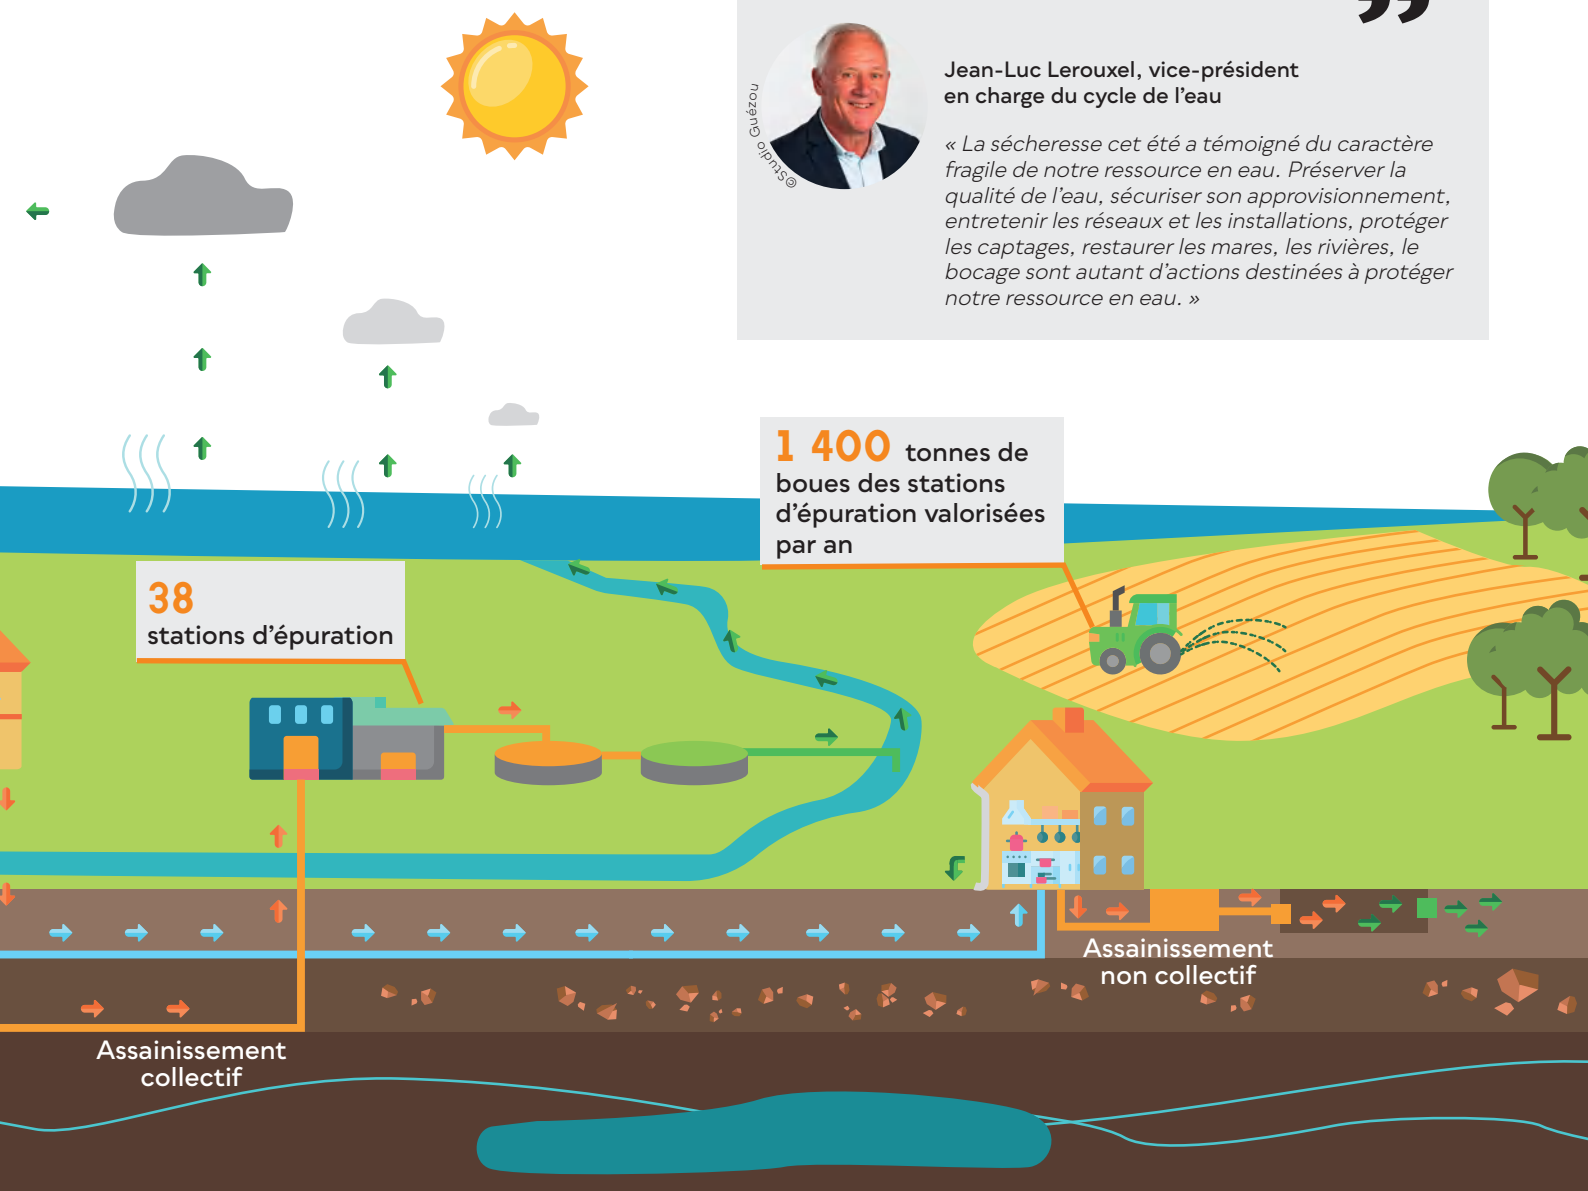 ”
Jean-Luc Lerouxel, vice-président
en charge du cycle de l’eau
©Studio Guézou
« La sécheresse cet été a témoigné du caractère
fragile de notre ressource en eau. Préserver la
qualité de l’eau, sécuriser son approvisionnement,
entretenir les réseaux et les installations, protéger
les captages, restaurer les mares, les rivières, le
bocage sont autant d’actions destinées à protéger
notre ressource en eau. »
1 400 tonnes de
boues des stations
d’épuration valorisées
par an
38
stations d’épuration
Assainissement
non collectif
Assainissement
collectif